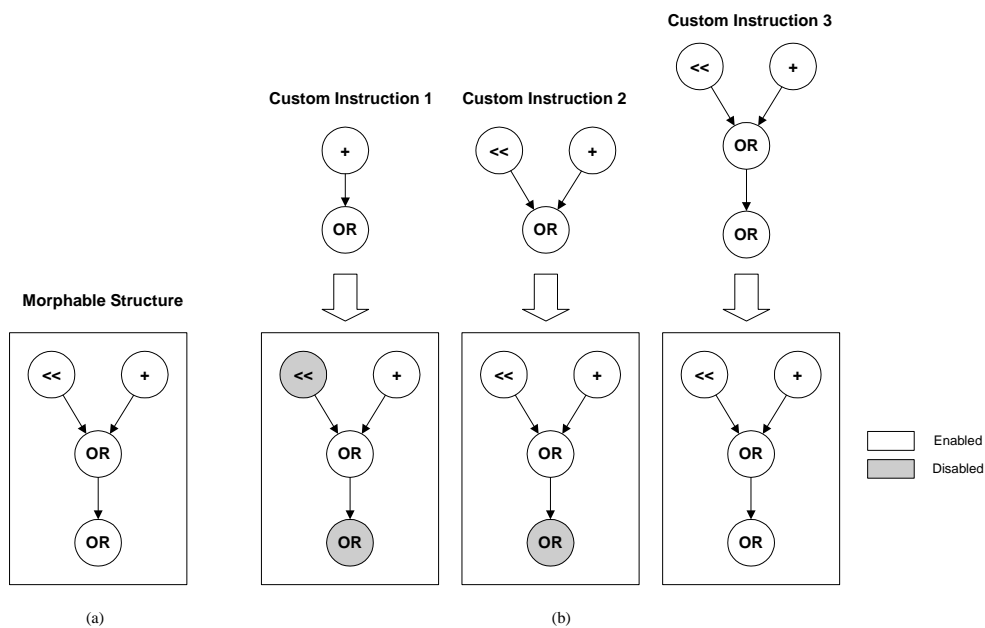 Custom Instruction 3
<< +
Custom Instruction 1 Custom Instruction 2
+ << + OR
OR OR OR
Morphable Structure
<< + << + << + << +
OR OR OR OR
Enabled
Disabled
OR OR OR OR
(a) (b)